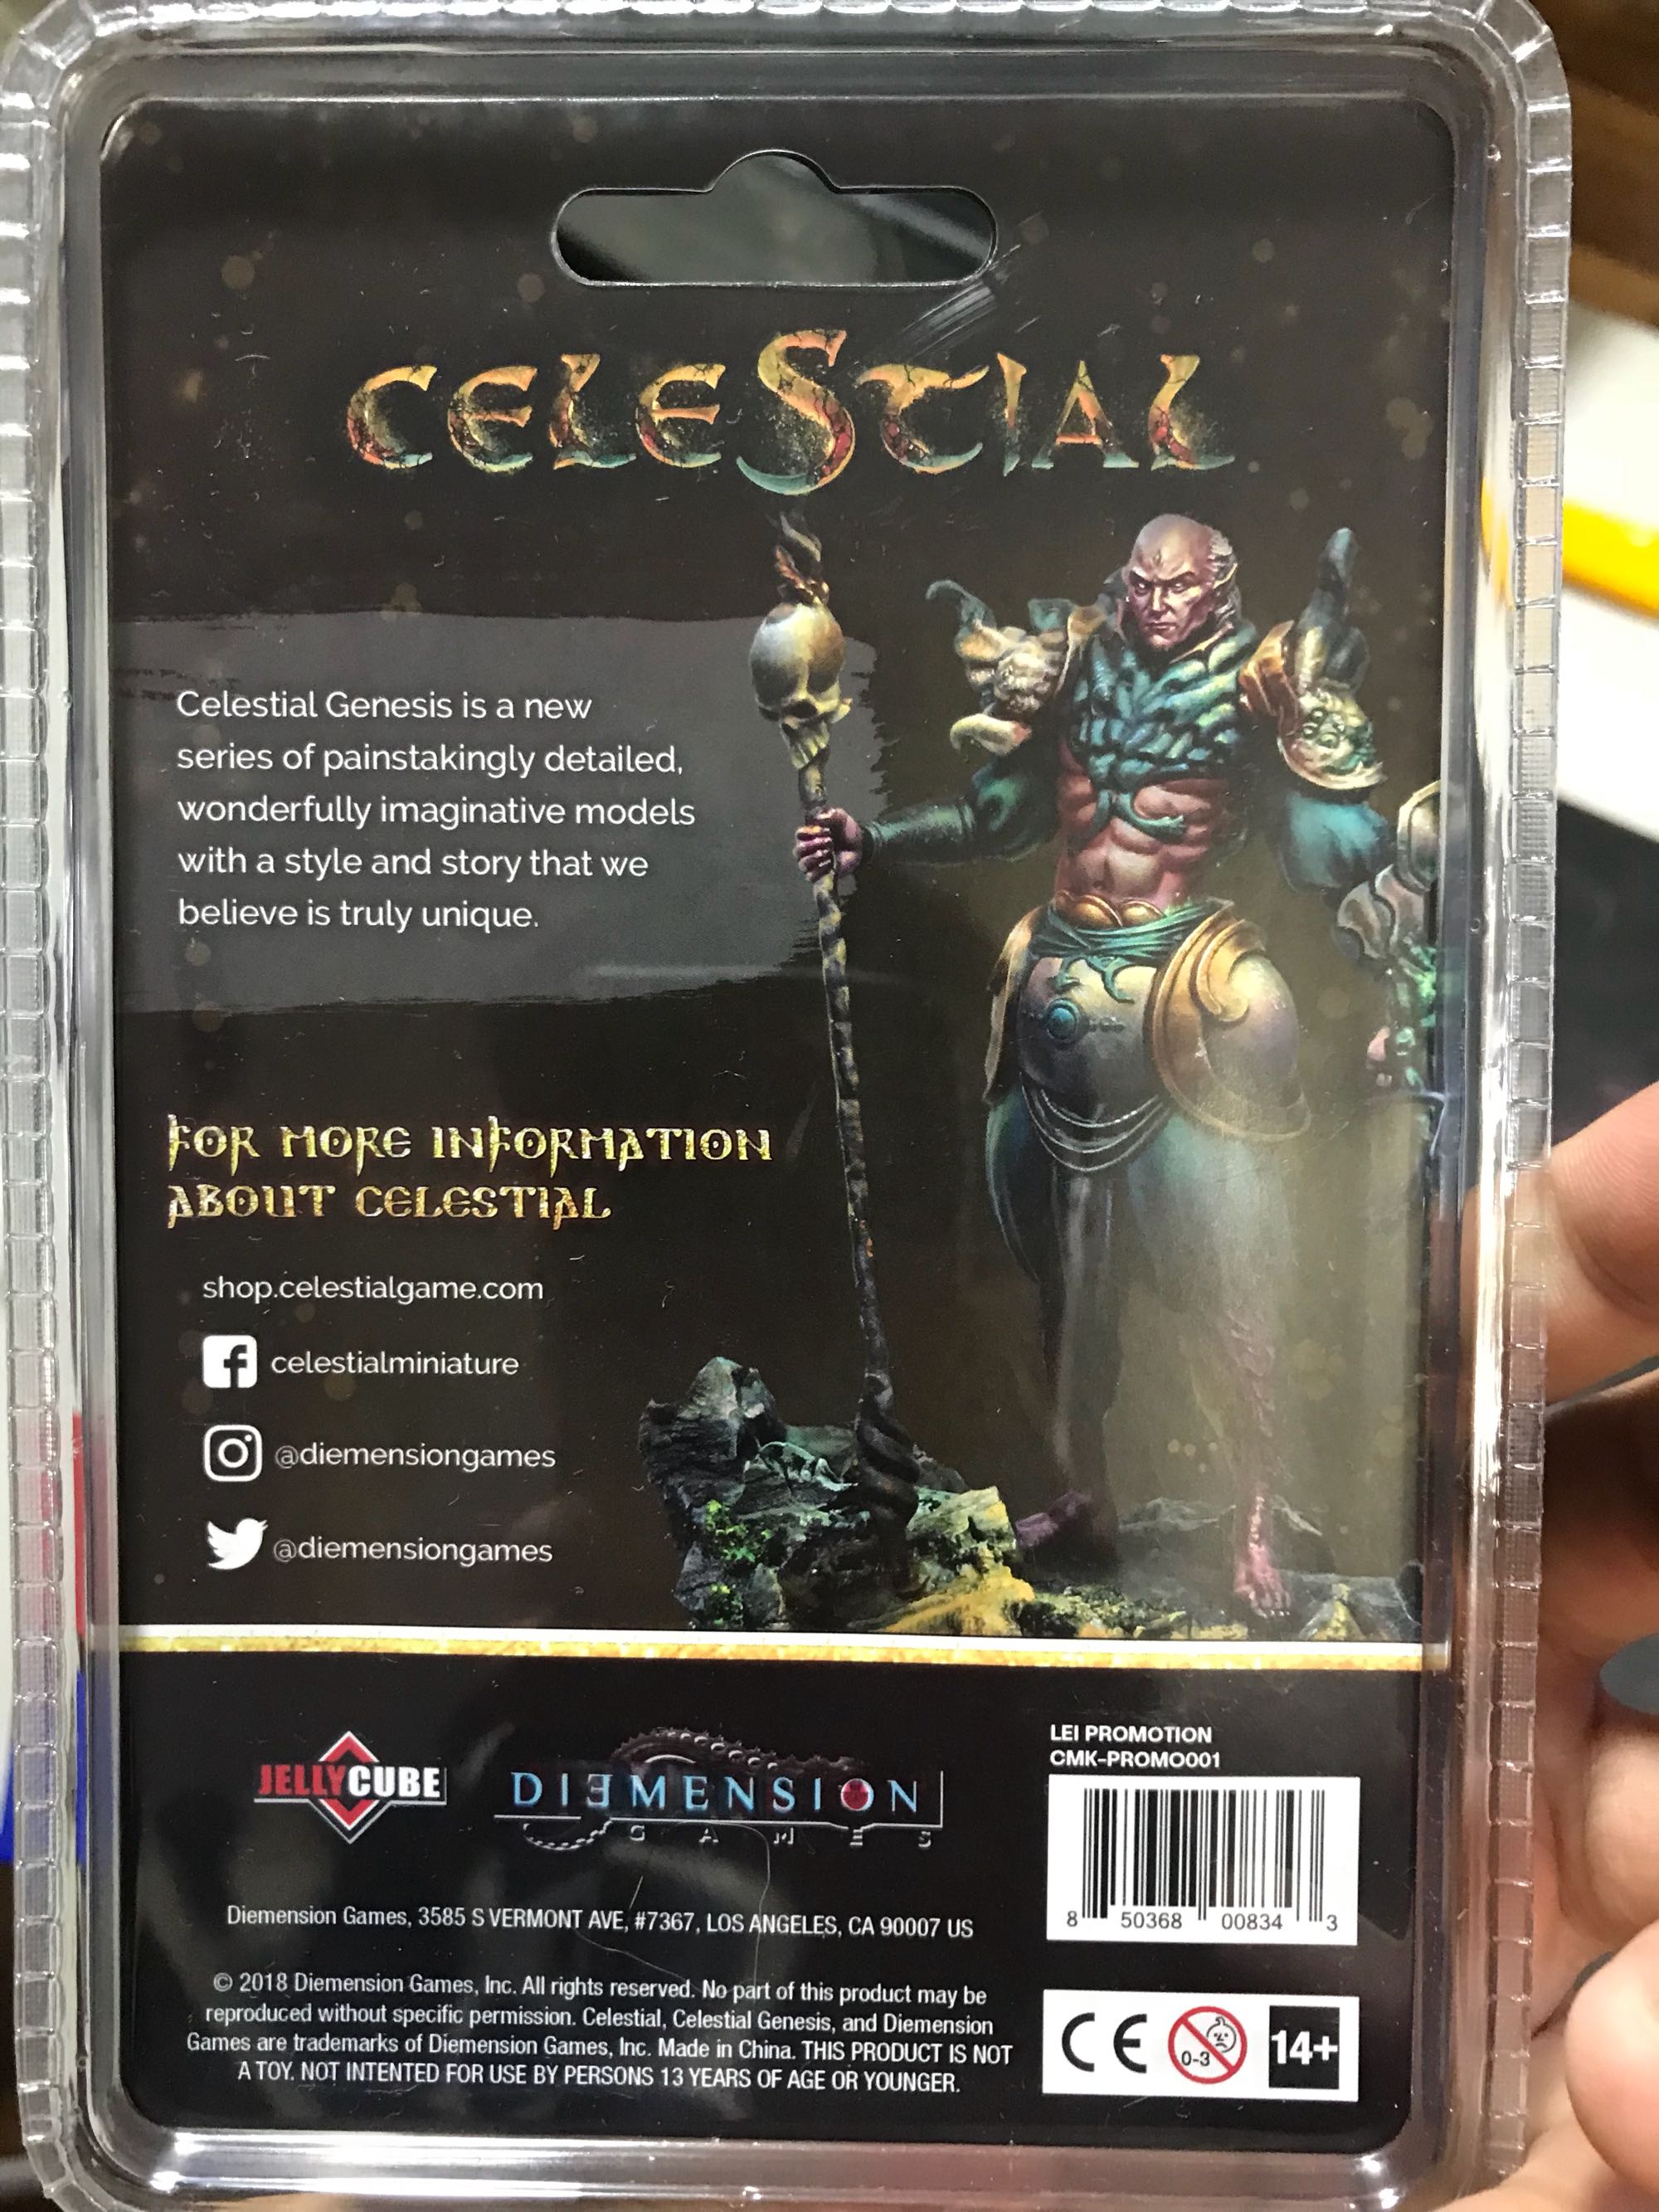 CELESTIAL
Celestial Genesis is a new
series of painstakingly detailed,
wonderfully imaginative models
with a style and story that we
believe is truly unique.
FOR MORE INFORMATION
ABOUT CELESTIAL
shop.celestialgame.com
celestialminiature
@diemensiongames
@diemensiongames
JELLYCUBE
DIEMENSION
GAMES
LEI PROMOTION
CMK-PROMO001
8 50368 00834 3
Diemension Games, 3585 S VERMONT AVE, #7367, LOS ANGELES, CA 90007 US
© 2018 Diemension Games, Inc. All rights reserved. No part of this product may be
reproduced without specific permission. Celestial, Celestial Genesis, and Diemension
Games are trademarks of Diemension Games, Inc. Made in China. THIS PRODUCT IS NOT
A TOY. NOT INTENTED FOR USE BY PERSONS 13 YEARS OF AGE OR YOUNGER.
CE 0-3 14+